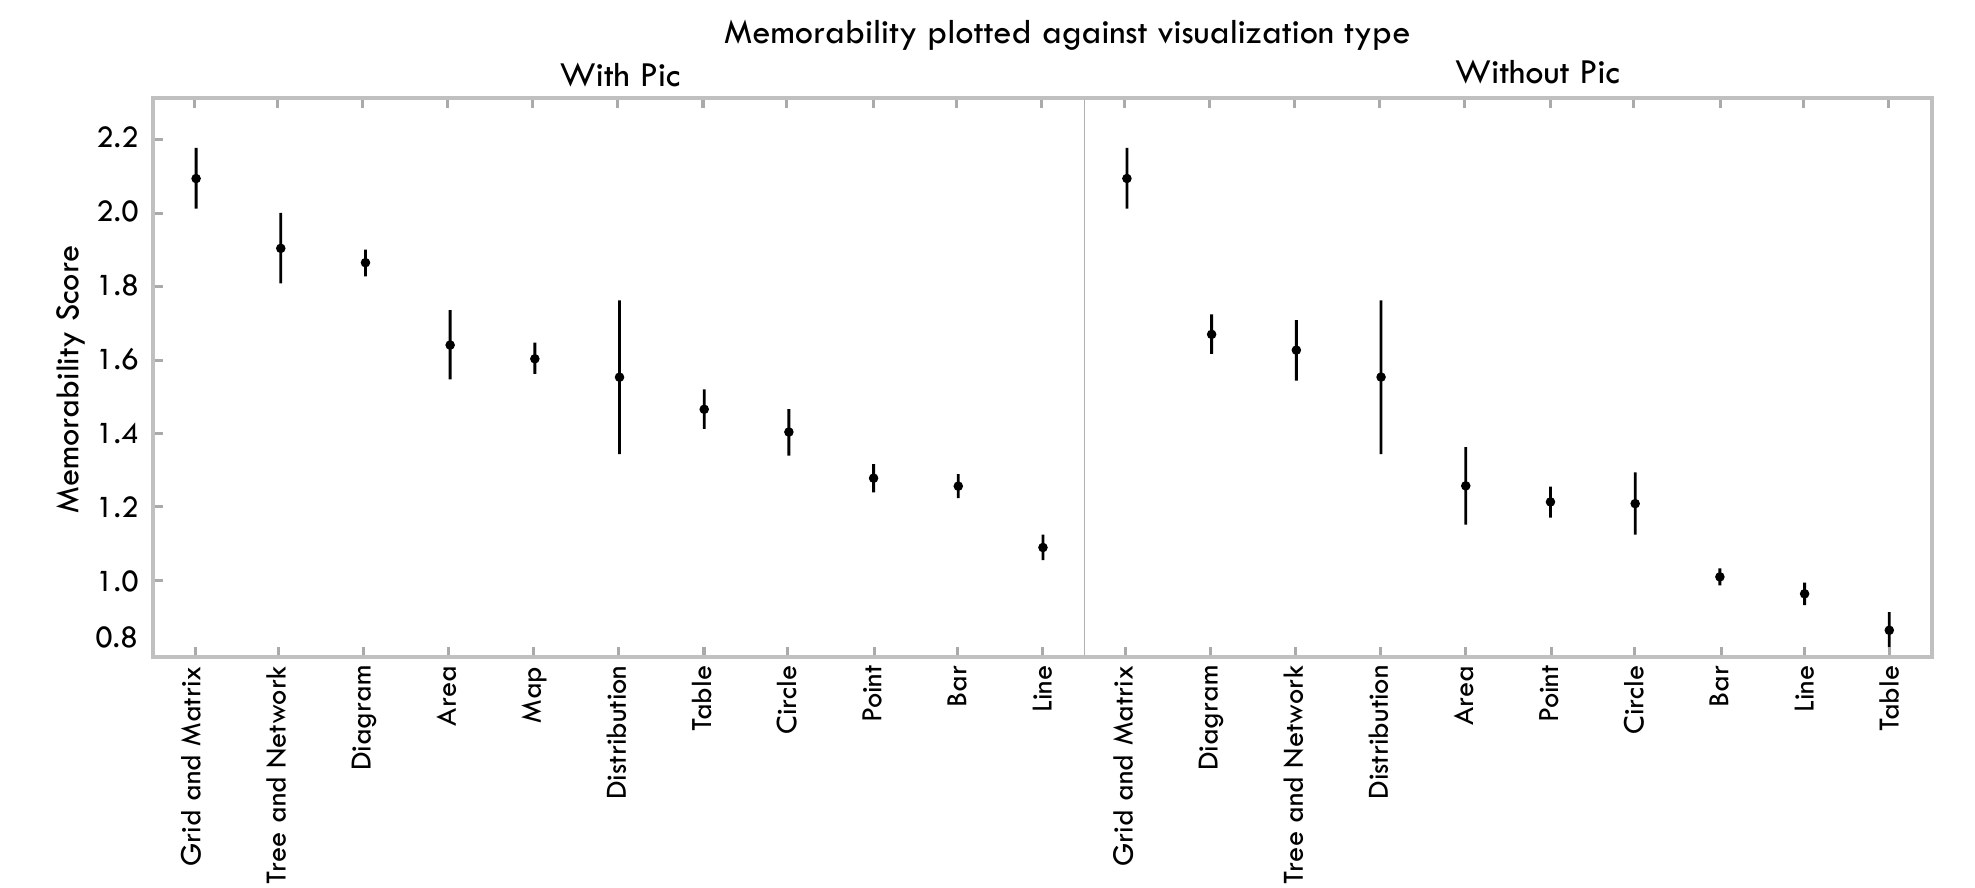 Memorability plotted against visualization type
With Pic
Without Pic
Memorability Score
2.2
2.0
1.8
1.6
1.4
1.2
1.0
0.8
Grid and Matrix
Tree and Network
Diagram
Area
Map
Distribution
Table
Circle
Point
Bar
Line
Grid and Matrix
Diagram
Tree and Network
Distribution
Area
Point
Circle
Bar
Line
Table